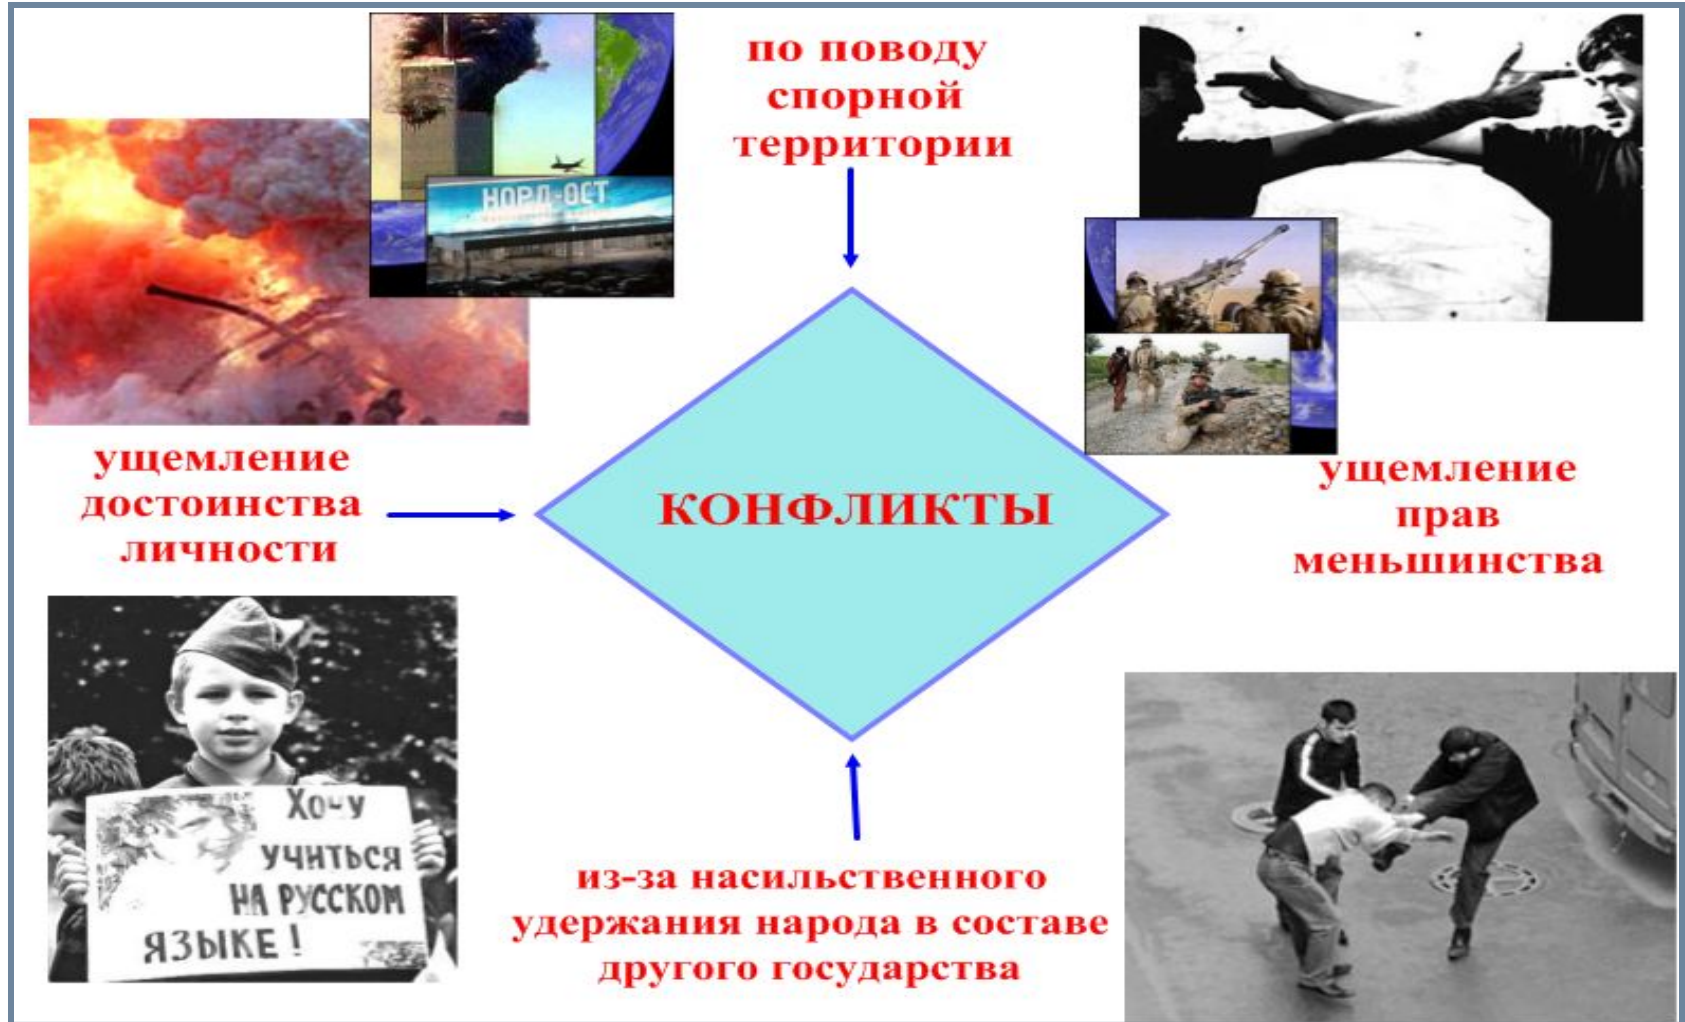 по поводу
спорной
территории
НОРД-ОСТ
ущемление
достоинства
личности
КОНФЛИКТЫ
ущемление
прав
меньшинства
Хочу
УЧИТЬСЯ
НА РУССКОМ
ЯЗЫКЕ!
из-за насильственного
удержания народа в составе
другого государства